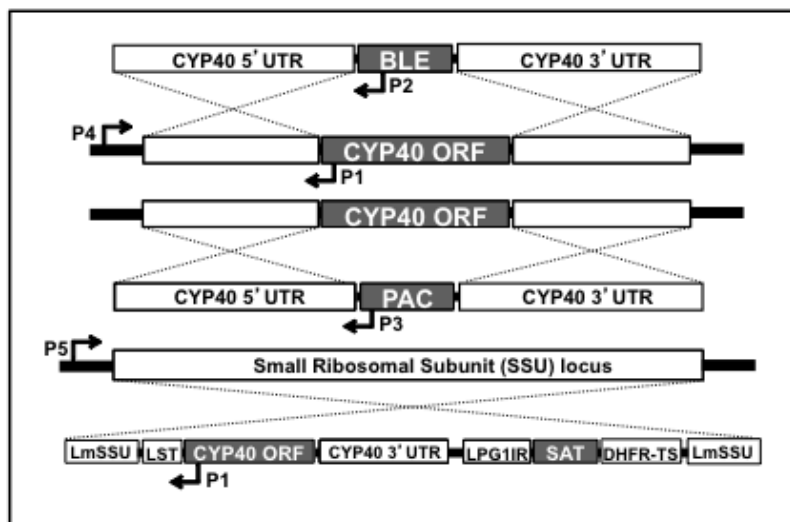 CYP40 5' UTR BLE CYP40 3' UTR
P2
P4
CYP40 ORF
P1
CYP40 ORF
CYP40 5' UTR PAC CYP40 3' UTR
P3
P5
Small Ribosomal Subunit (SSU) locus
LmSSU LST CYP40 ORF CYP40 3' UTR LPG1IR SAT DHFR-TS LmSSU
P1